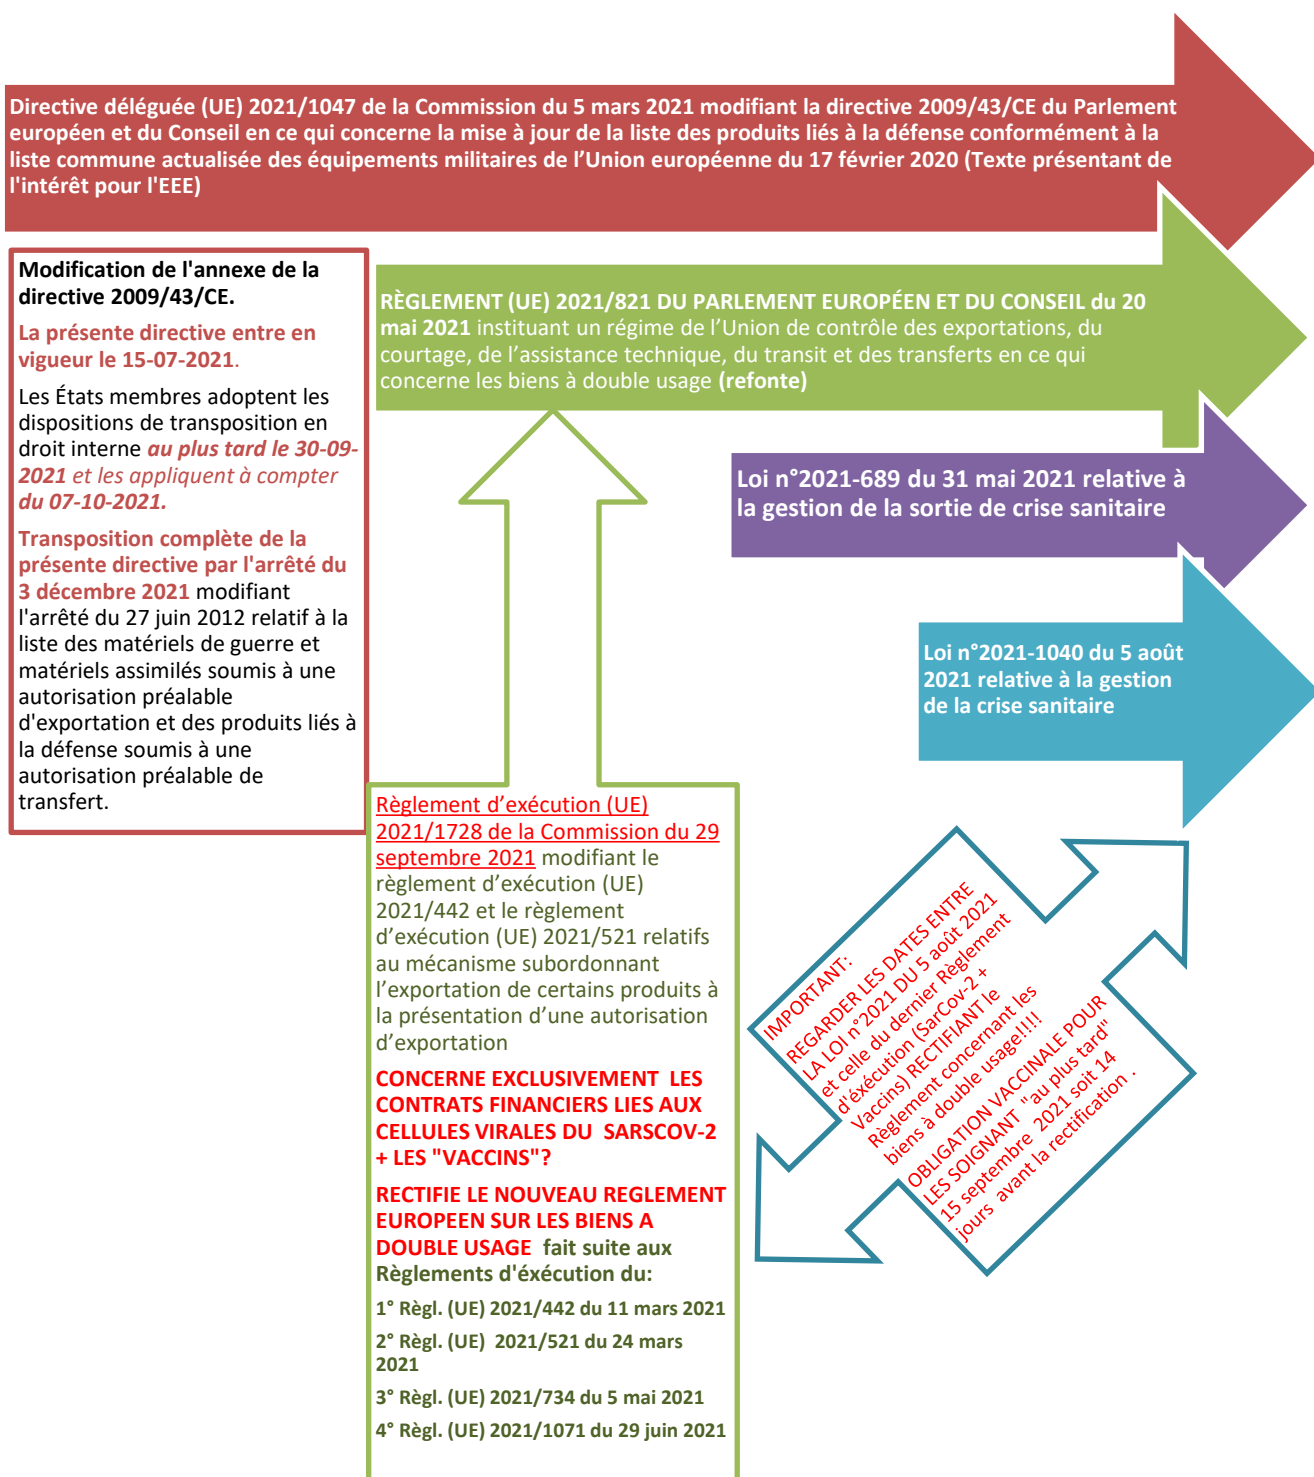 Directive déléguée (UE) 2021/1047 de la Commission du 5 mars 2021 modifiant la directive 2009/43/CE du Parlement
européen et du Conseil en ce qui concerne la mise à jour de la liste des produits liés à la défense conformément à la
liste commune actualisée des équipements militaires de l’Union européenne du 17 février 2020 (Texte présentant de
l'intérêt pour l'EEE)
Modification de l'annexe de la
directive 2009/43/CE.
La présente directive entre en
vigueur le 15-07-2021.
Les États membres adoptent les
dispositions de transposition en
droit interne au plus tard le 30-09-
2021 et les appliquent à compter
du 07-10-2021.
Transposition complète de la
présente directive par l'arrêté du
3 décembre 2021 modifiant
l'arrêté du 27 juin 2012 relatif à la
liste des matériels de guerre et
matériels assimilés soumis à une
autorisation préalable
d'exportation et des produits liés à
la défense soumis à une
autorisation préalable de
transfert.
RÈGLEMENT (UE) 2021/821 DU PARLEMENT EUROPÉEN ET DU CONSEIL du 20
mai 2021 instituant un régime de l’Union de contrôle des exportations, du
courtage, de l’assistance technique, du transit et des transferts en ce qui
concerne les biens à double usage (refonte)
Loi n°2021-689 du 31 mai 2021 relative à
la gestion de la sortie de crise sanitaire
Loi n°2021-1040 du 5 août
2021 relative à la gestion
de la crise sanitaire
Règlement d’exécution (UE)
2021/1728 de la Commission du 29
septembre 2021 modifiant le
règlement d’exécution (UE)
2021/442 et le règlement
d’exécution (UE) 2021/521 relatifs
au mécanisme subordonnant
l’exportation de certains produits à
la présentation d’une autorisation
d’exportation
CONCERNE EXCLUSIVEMENT LES
CONTRATS FINANCIERS LIES AUX
CELLULES VIRALES DU SARSCOV-2
+ LES "VACCINS"?
RECTIFIE LE NOUVEAU REGLEMENT
EUROPEEN SUR LES BIENS A
DOUBLE USAGE fait suite aux
Règlements d'éxécution du:
1° Règl. (UE) 2021/442 du 11 mars 2021
2° Règl. (UE) 2021/521 du 24 mars
2021
3° Règl. (UE) 2021/734 du 5 mai 2021
4° Règl. (UE) 2021/1071 du 29 juin 2021
IMPORTANT:
REGARDER LES DATES ENTRE
LA LOI n°2021 DU 5 août 2021
et celle du dernier Règlement
d'éxécution (SarCov-2 +
Vaccins) RECTIFIANT le
Règlement concernant les
biens à double usage!!!!
OBLIGATION VACCINALE POUR
LES SOIGNANT "au plus tard"
15 septembre 2021 soit 14
jours avant la rectification .